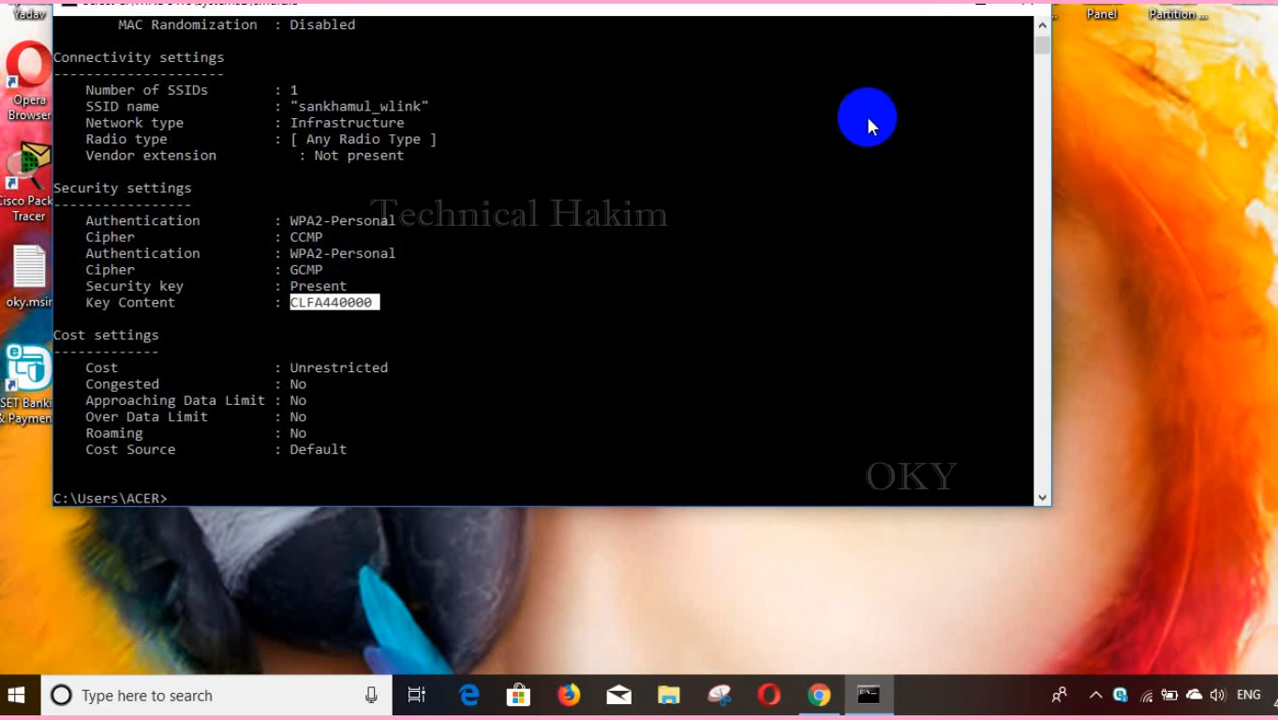 Yadav
Panel
Partition ...
MAC Randomization : Disabled
Connectivity settings
---------------------
Number of SSIDs : 1
SSID name : "sankhamul_wlink"
Network type : Infrastructure
Radio type : [ Any Radio Type ]
Vendor extension : Not present
Security settings
-----------------
Authentication : WPA2-Personal
Cipher : CCMP
Authentication : WPA2-Personal
Cipher : GCMP
Security key : Present
Key Content : CLFA440000
Cost settings
-------------
Cost : Unrestricted
Congested : No
Approaching Data Limit : No
Over Data Limit : No
Roaming : No
Cost Source : Default
C:\Users\ACER>
Technical Hakim
OKY
Opera
Browser
Cisco Pack
Tracer
oky.msin
SET Banki
& Paymen
Type here to search
ENG